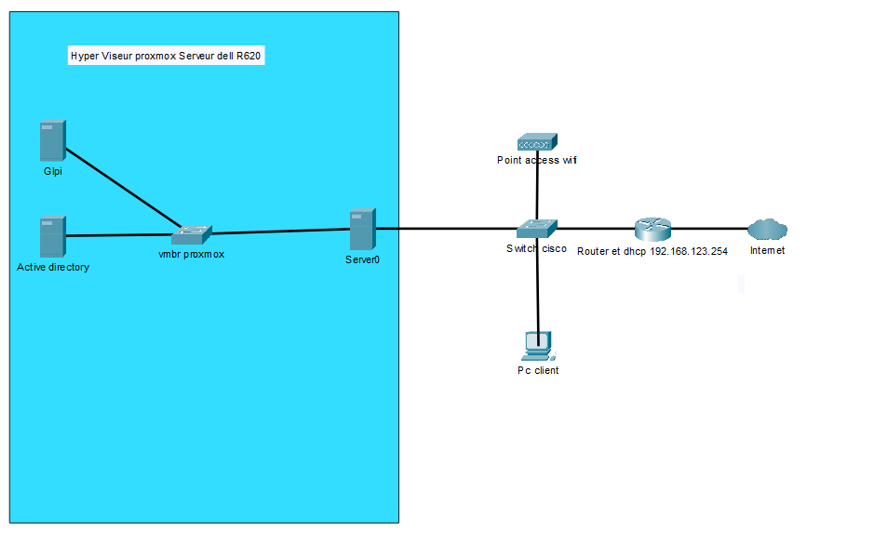 Hyper Viseur proxmox Serveur dell R620
Glpi
Point access wifi
Active directory
vmbr proxmox
Server0
Switch cisco
Router et dhcp 192.168.123.254
Internet
Pc client